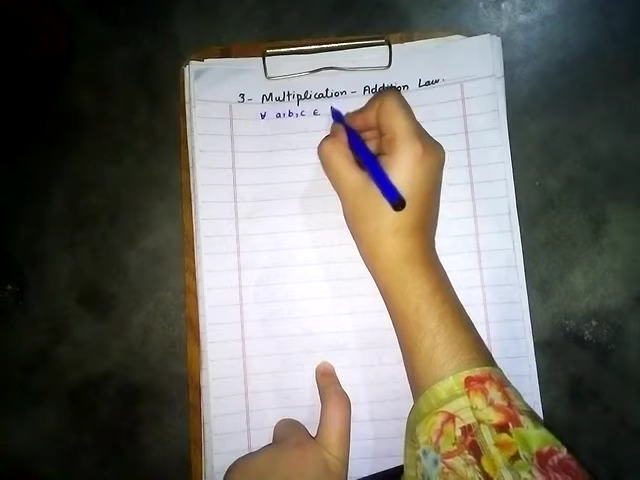 3- Multiplication - Addition Law.
∀ a,b,c ∈